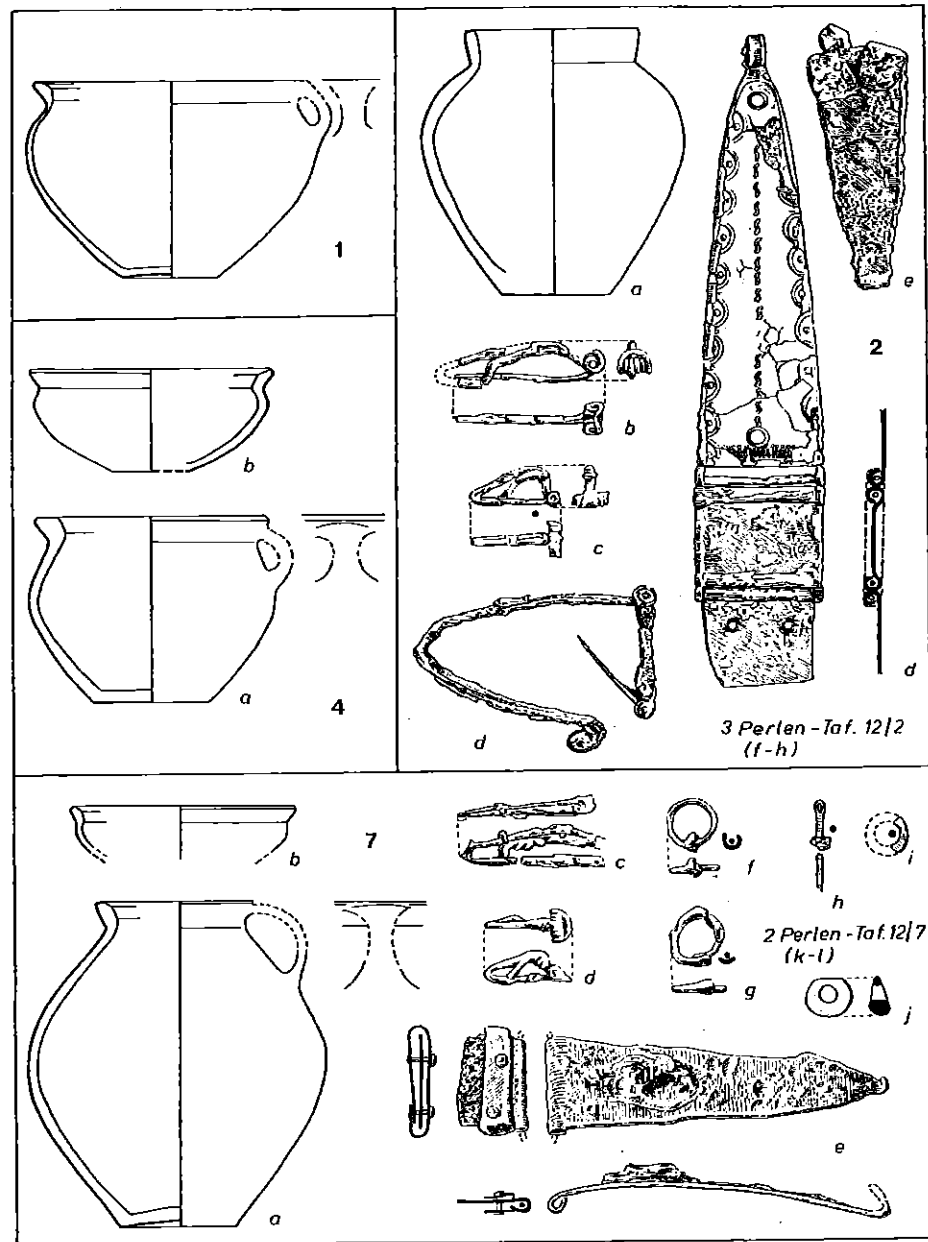 1
a
e
2
b
b
c
a
4
d
d
3 Perlen-Taf. 12/2
(f-h)
b
7
c
f
h
i
d
g
2 Perlen-Taf. 12/7
(k-l)
j
a
e